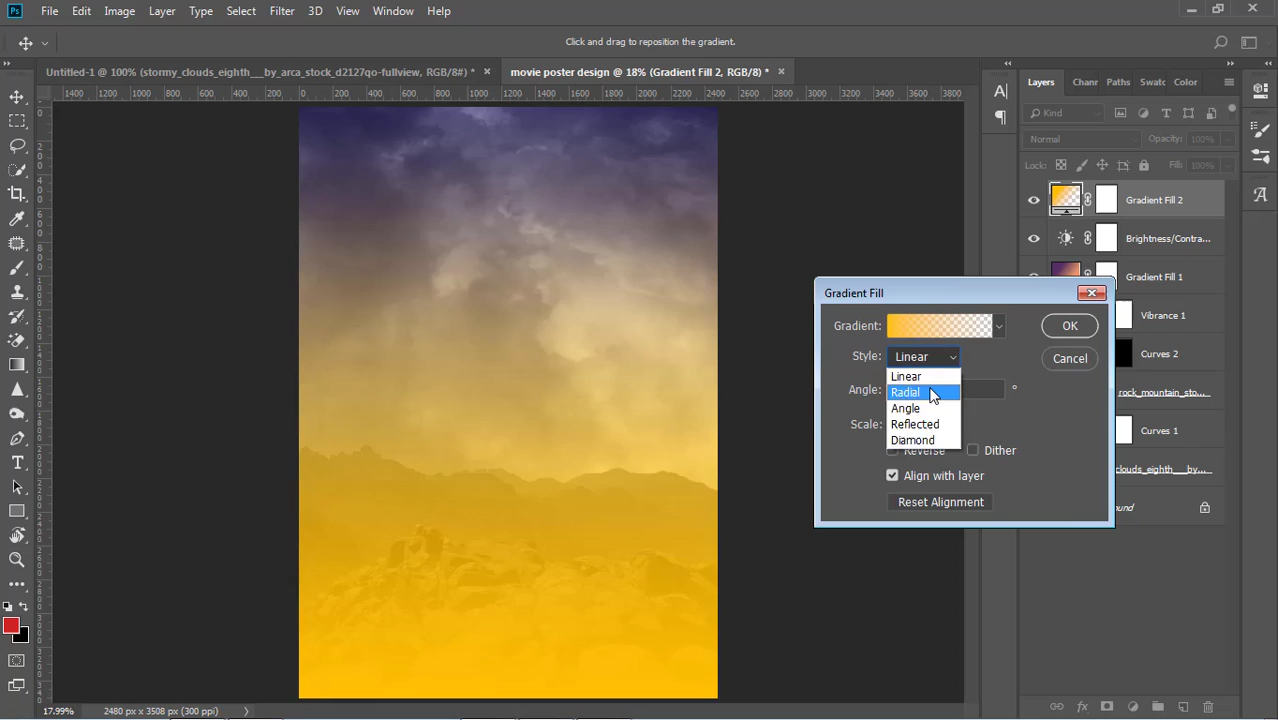 Ps File Edit Image Layer Type Select Filter 3D View Window Help
Click and drag to reposition the gradient.
Untitled-1 @ 100% (stormy_clouds_eighth___by_arca_stock_d2127qo-fullview, RGB/8#) * ×
movie poster design @ 18% (Gradient Fill 2, RGB/8) * ×
1400 1200 1000 800 600 400 200 0 200 400 600 800 1000 1200 1400 1600 1800 2000 2200 2400 2600 2800 3000 3200 3400 3600 3800
Layers Chanr Paths Swatc Color
Kind
Normal Opacity: 100%
Lock: Fill: 100%
Gradient Fill 2
Brightness/Contra...
Gradient Fill 1
Vibrance 1
Curves 2
rock_mountain_sto...
Curves 1
clouds_eighth___by...
ound
Gradient Fill
Gradient: OK
Style: Linear Cancel
Linear
Radial
Angle: °
Angle
Reflected
Scale:
Diamond
Reverse Dither
Align with layer
Reset Alignment
17.99% 2480 px x 3508 px (300 ppi)